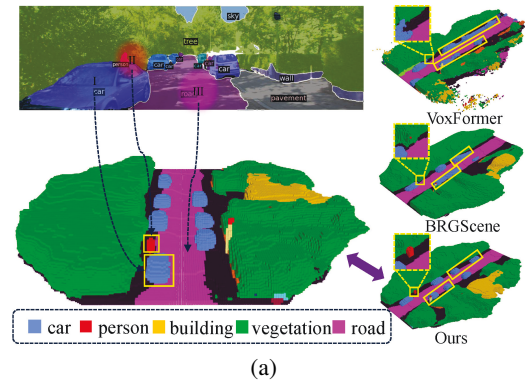 sky
tree
person
II
car
car
car
wall
road
III
pavement
VoxFormer
BRGScene
Ours
car person building vegetation road
(a)